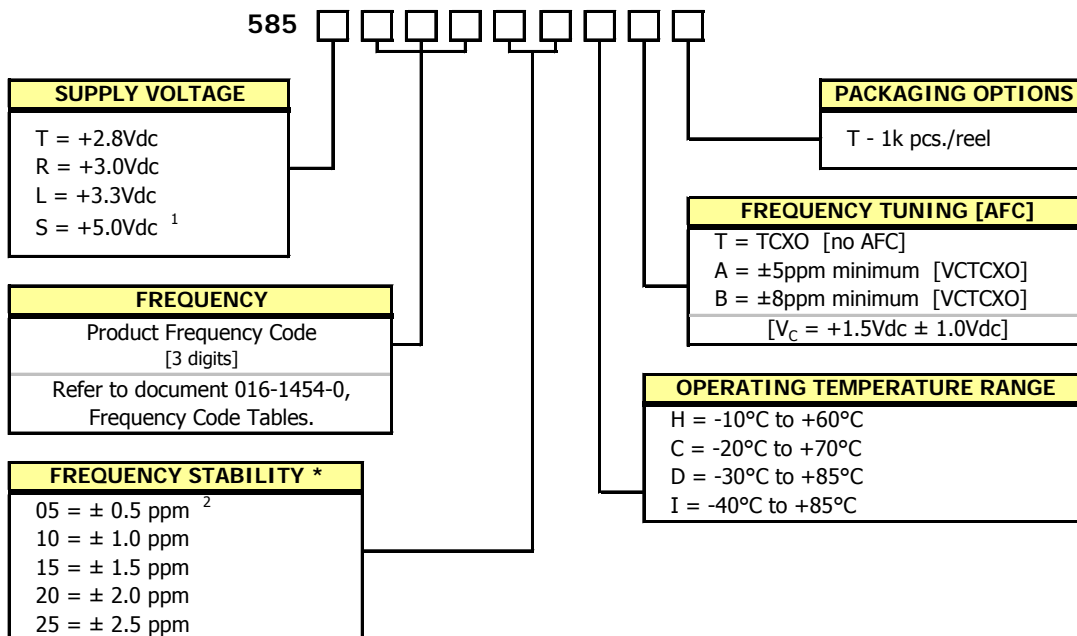 585
SUPPLY VOLTAGE
T = +2.8Vdc
R = +3.0Vdc
L = +3.3Vdc
S = +5.0Vdc 1
PACKAGING OPTIONS
T - 1k pcs./reel
FREQUENCY TUNING [AFC]
T = TCXO [no AFC]
A = ±5ppm minimum [VCTCXO]
B = ±8ppm minimum [VCTCXO]
[VC = +1.5Vdc ± 1.0Vdc]
FREQUENCY
Product Frequency Code
[3 digits]
Refer to document 016-1454-0,
Frequency Code Tables.
OPERATING TEMPERATURE RANGE
H = -10°C to +60°C
C = -20°C to +70°C
D = -30°C to +85°C
I = -40°C to +85°C
FREQUENCY STABILITY *
05 = ± 0.5 ppm 2
10 = ± 1.0 ppm
15 = ± 1.5 ppm
20 = ± 2.0 ppm
25 = ± 2.5 ppm